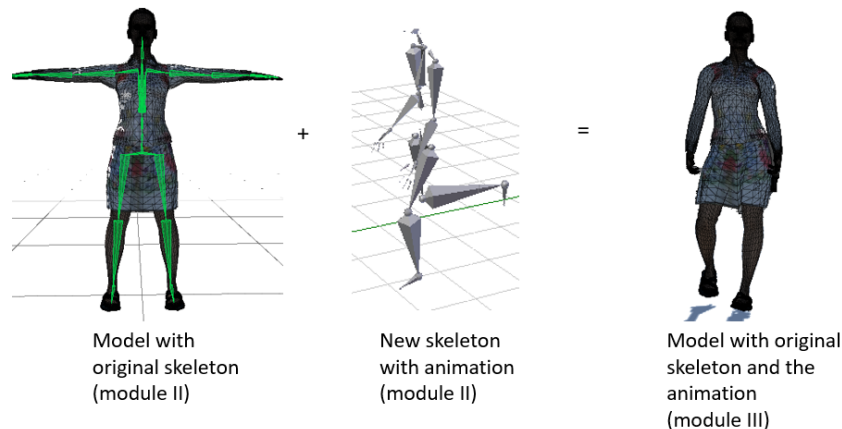 +
=
Model with
original skeleton
(module II)
New skeleton
with animation
(module II)
Model with original
skeleton and the
animation
(module III)